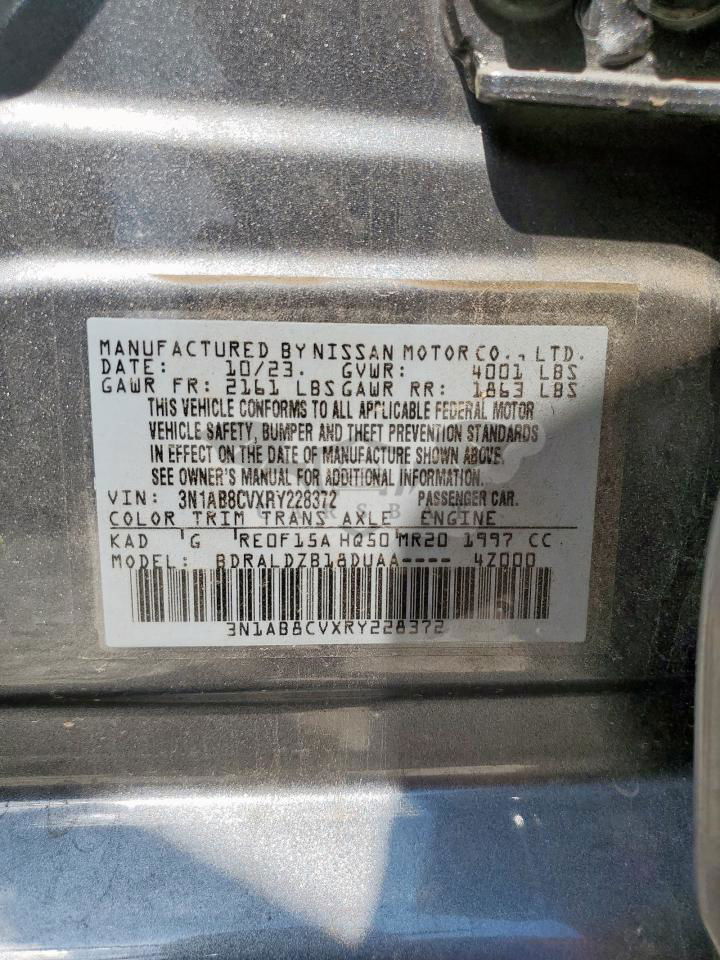 MANUFACTURED BY NISSAN MOTOR CO., LTD.
DATE: 10/23. GVWR: 4001 LBS
GAWR FR: 2161 LBS GAWR RR: 1863 LBS
THIS VEHICLE CONFORMS TO ALL APPLICABLE FEDERAL MOTOR
VEHICLE SAFETY, BUMPER AND THEFT PREVENTION STANDARDS
IN EFFECT ON THE DATE OF MANUFACTURE SHOWN ABOVE.
SEE OWNER'S MANUAL FOR ADDITIONAL INFORMATION.
VIN: 3N1AB8CVXRY228372 PASSENGER CAR.
COLOR TRIM TRANS AXLE ENGINE
KAD 'G 'RE0F15A HQ50 'MR20 1997 CC
MODEL: BDRALDZB18DUAA---- 4Z000
3N1AB8CVXRY228372